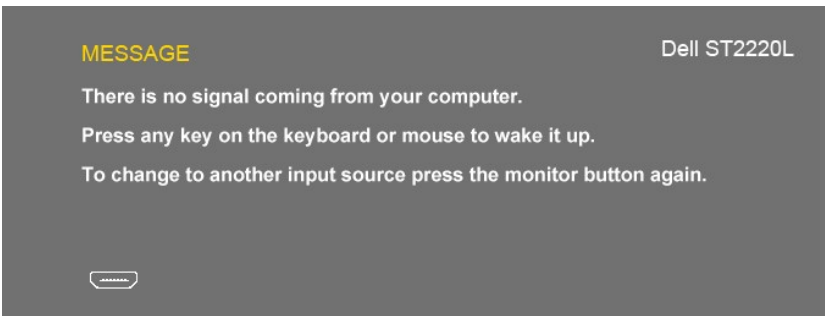 MESSAGE
Dell ST2220L
There is no signal coming from your computer.
Press any key on the keyboard or mouse to wake it up.
To change to another input source press the monitor button again.